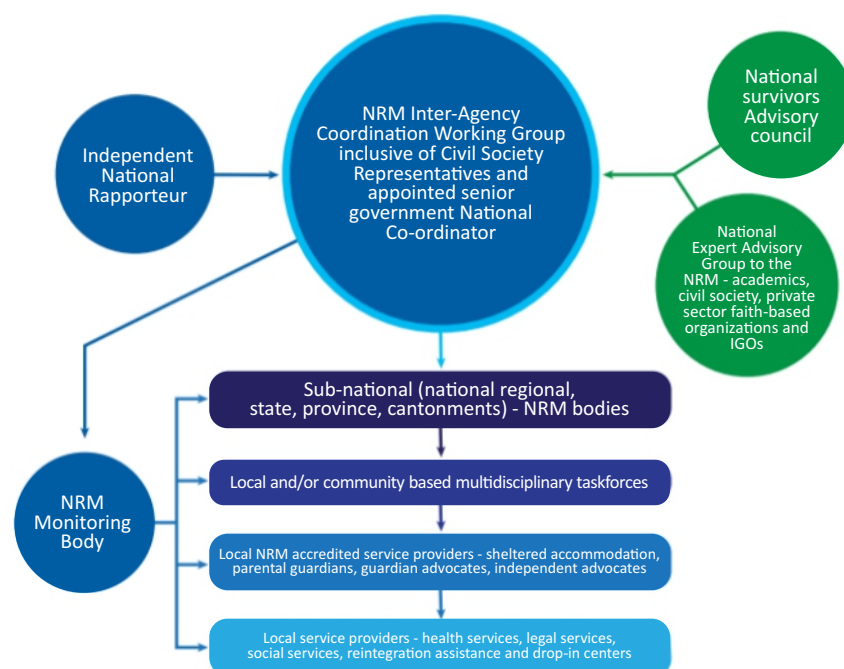 NRM Inter-Agency
Coordination Working Group
inclusive of Civil Society
Representatives and
appointed senior
government National
Co-ordinator
Independent
National
Rapporteur
National
survivors
Advisory
council
National
Expert Advisory
Group to the
NRM - academics,
civil society, private
sector faith-based
organizations and
IGOs
Sub-national (national regional,
state, province, cantonments) - NRM bodies
Local and/or community based multidisciplinary taskforces
NRM
Monitoring
Body
Local NRM accredited service providers - sheltered accommodation,
parental guardians, guardian advocates, independent advocates
Local service providers - health services, legal services,
social services, reintegration assistance and drop-in centers